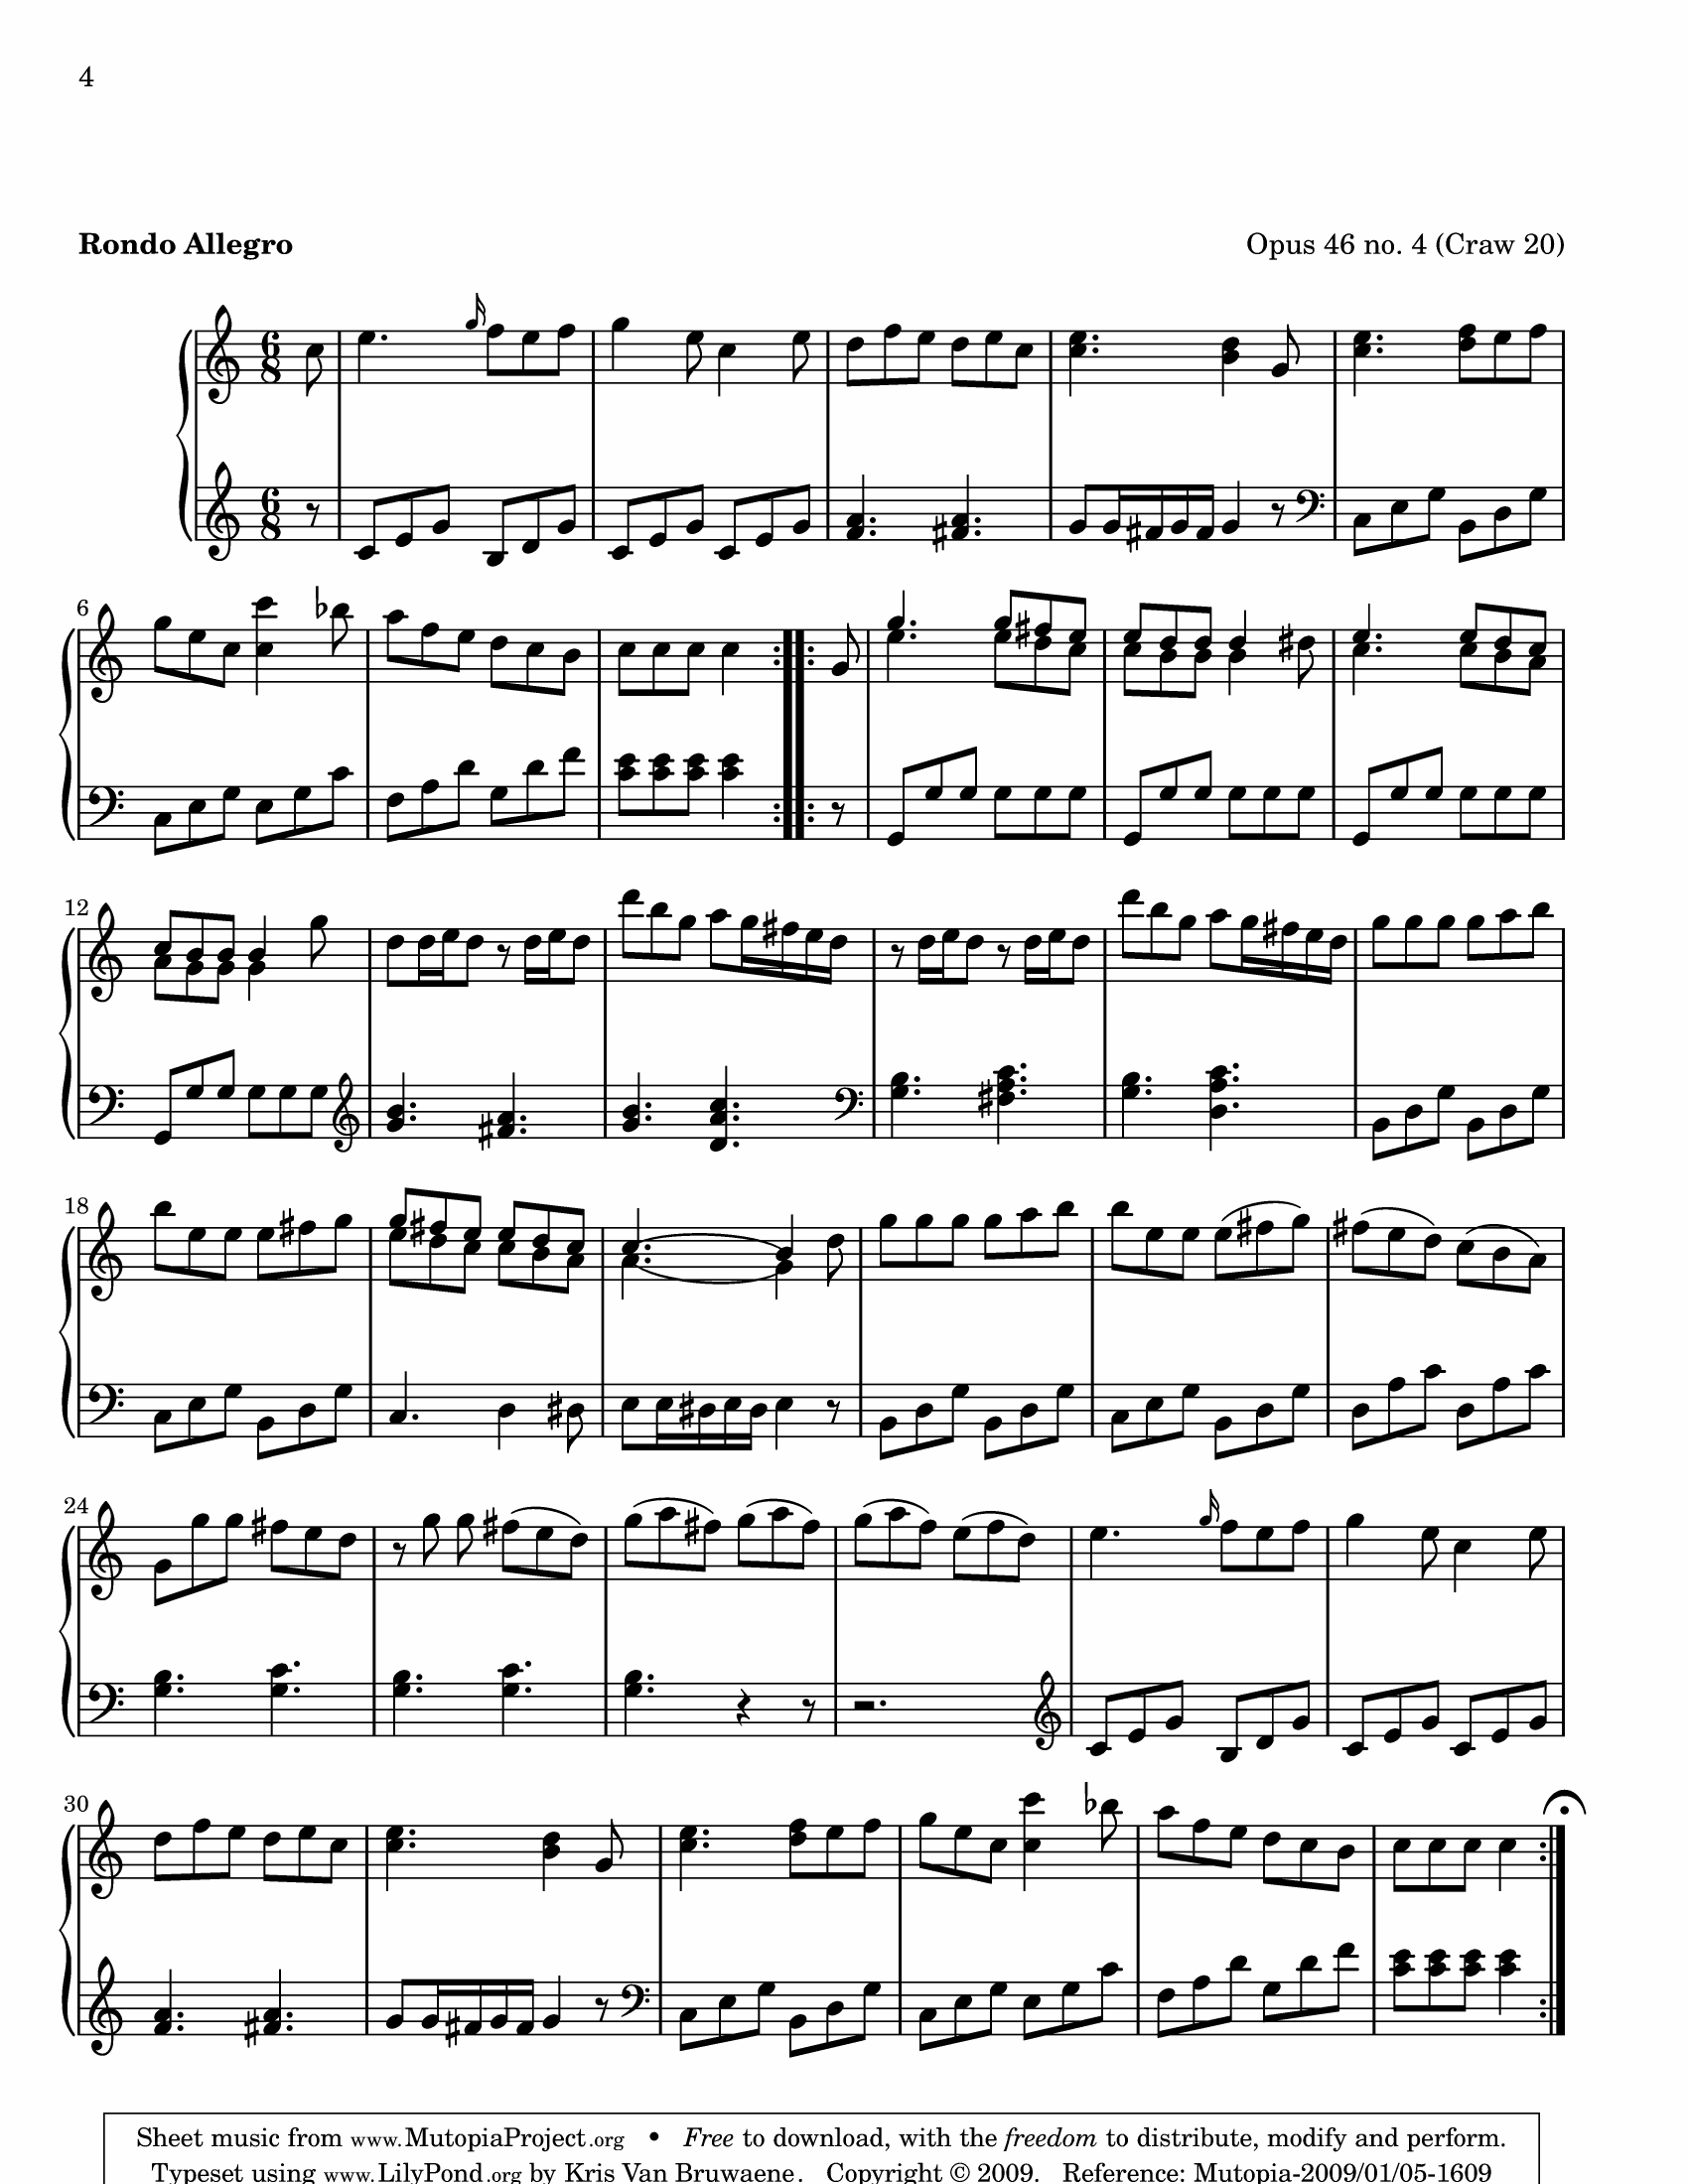 4
Rondo Allegro
Opus 46 no. 4 (Craw 20)
6
8
6
8
6
12
18
24
30
Sheet music from www.MutopiaProject.org • Free to download, with the freedom to distribute, modify and perform.
Typeset using www.LilyPond.org by Kris Van Bruwaene. Copyright © 2009. Reference: Mutopia-2009/01/05-1609